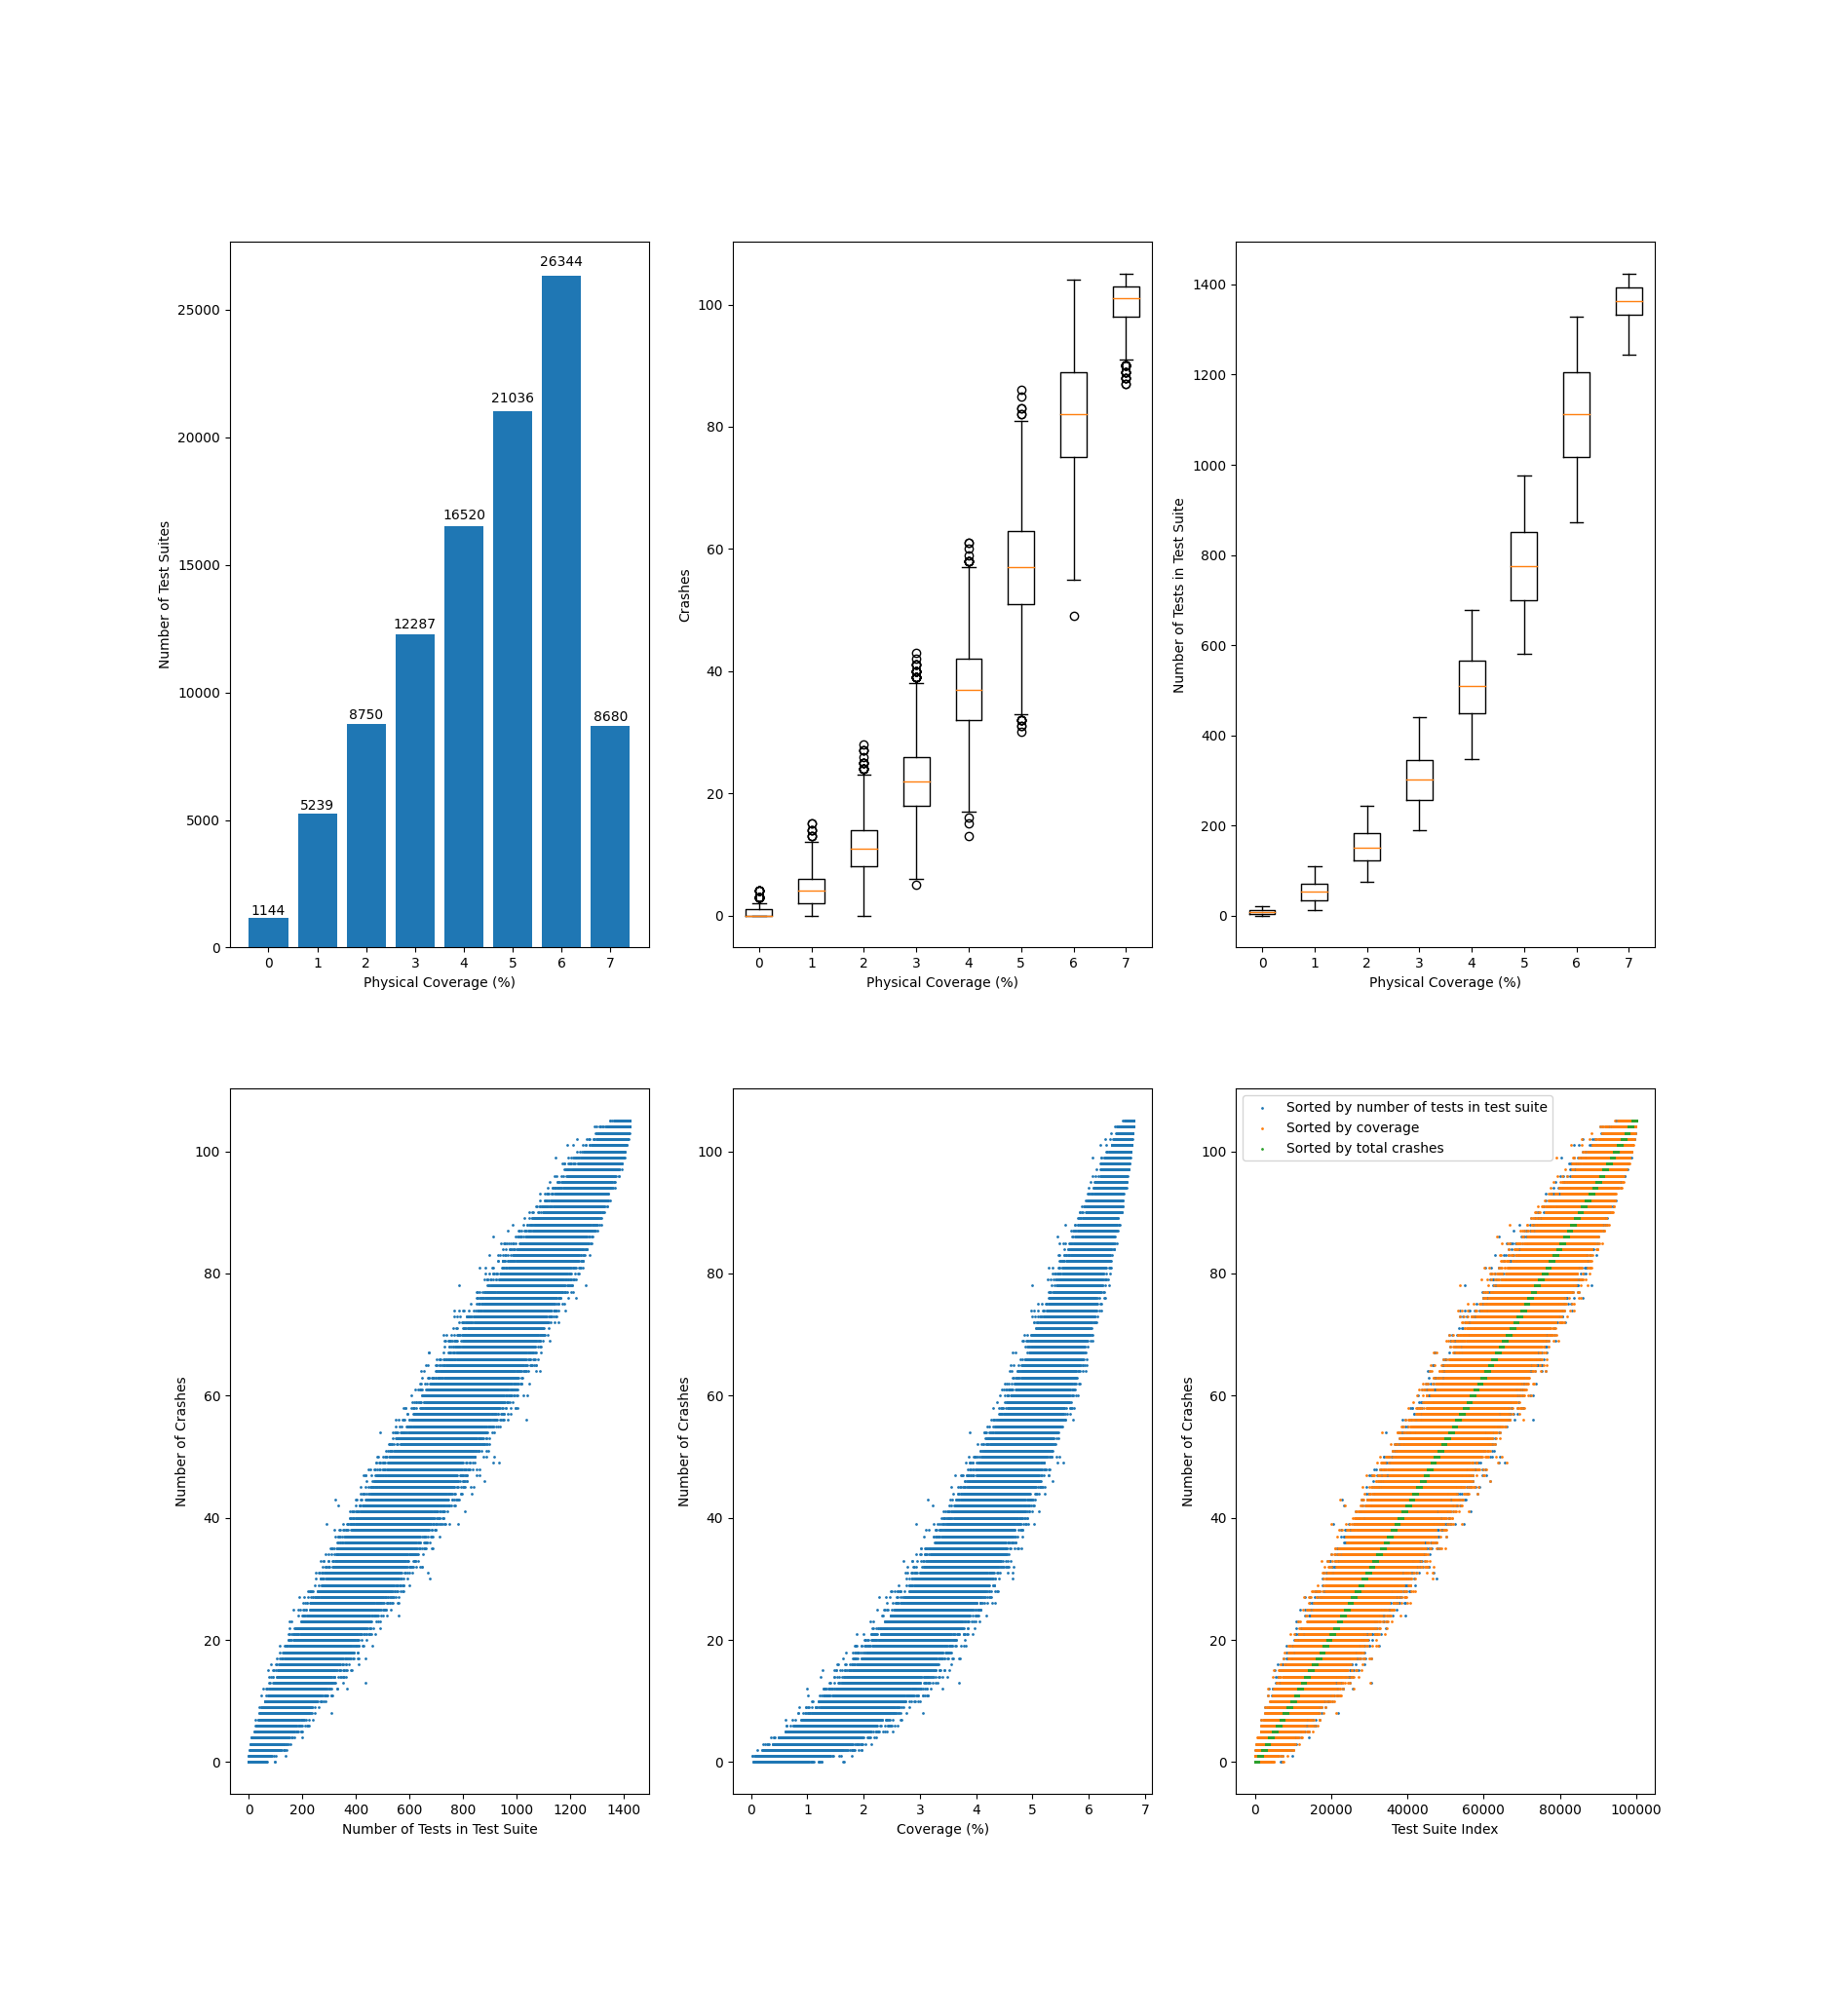 26344
25000
21036
20000
16520
15000
12287
10000
8750
8680
5239
5000
1144
0
0 1 2 3 4 5 6 7
Physical Coverage (%)
Number of Test Suites
100
80
60
40
20
0
0 1 2 3 4 5 6 7
Physical Coverage (%)
Crashes
1400
1200
1000
800
600
400
200
0
0 1 2 3 4 5 6 7
Physical Coverage (%)
Number of Tests in Test Suite
100
80
60
40
20
0
0 200 400 600 800 1000 1200 1400
Number of Tests in Test Suite
Number of Crashes
100
80
60
40
20
0
0 1 2 3 4 5 6 7
Coverage (%)
Number of Crashes
Sorted by number of tests in test suite
Sorted by coverage
Sorted by total crashes
100
80
60
40
20
0
0 20000 40000 60000 80000 100000
Test Suite Index
Number of Crashes